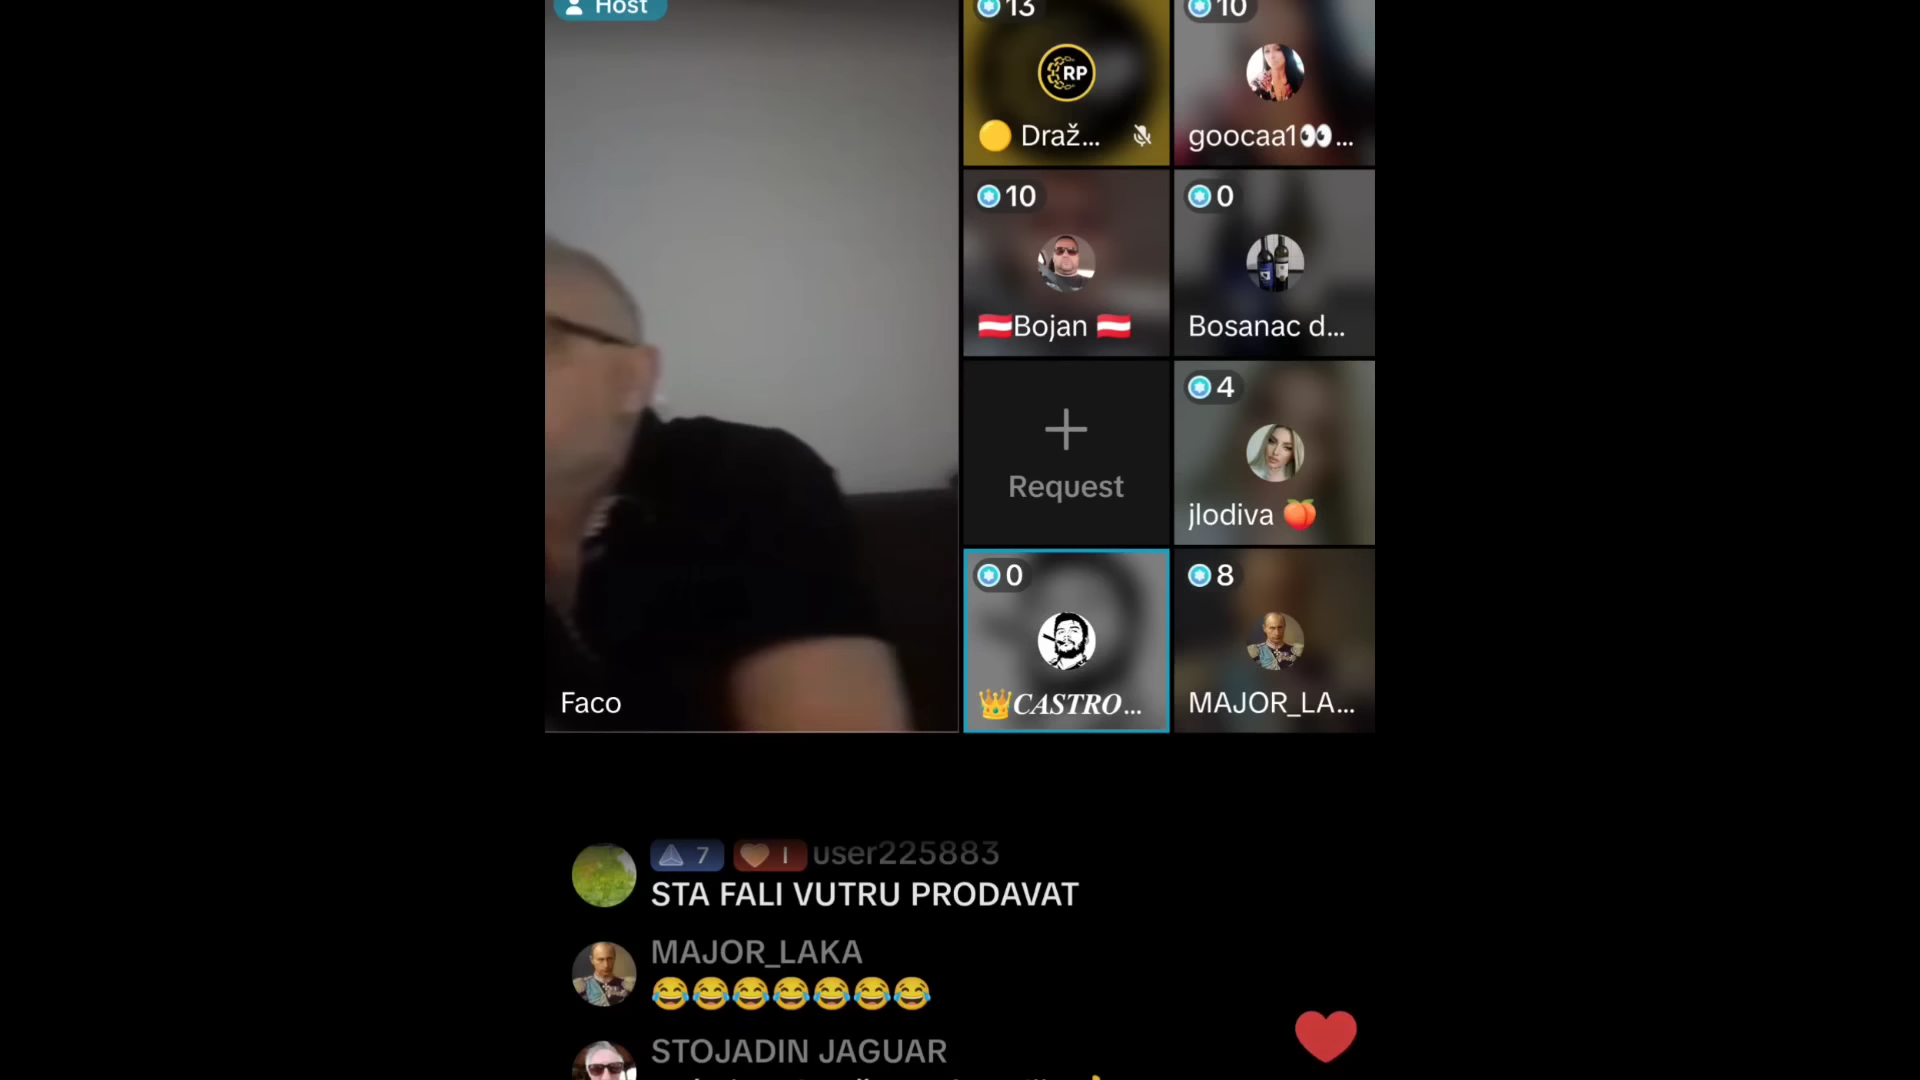 Host
13
10
RP
Draž...
goocaa1👀...
10
0
🇦🇹Bojan 🇦🇹
Bosanac d...
4
Request
jlodiva 🍑
0
8
Faco
👑CASTRO...
MAJOR_LA...
7
I
user225883
STA FALI VUTRU PRODAVAT
MAJOR_LAKA
😂😂😂😂😂😂😂
STOJADIN JAGUAR